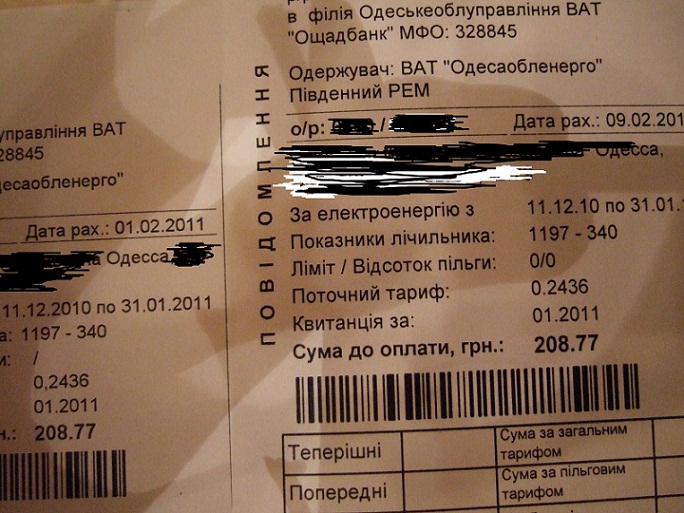 в філія Одеськеоблуправління ВАТ
"Ощадбанк" МФО: 328845
Одержувач: ВАТ "Одесаобленерго"
Південний РЕМ
о/р: /
Дата рах.: 09.02.201
Одесса,
За електроенергію з 11.12.10 по 31.01.
Показники лічильника: 1197 - 340
Ліміт / Відсоток пільги: 0/0
Поточний тариф: 0.2436
Квитанція за: 01.2011
Сума до оплати, грн.: 208.77
Теперішні Сума за загальним
тарифом
Попередні Сума за пільговим
тарифом
ПОВІДОМЛЕННЯ
управління ВАТ
28845
десаобленерго"
Дата рах.: 01.02.2011
Одесса
11.12.2010 по 31.01.2011
а: 1197 - 340
и: /
0,2436
01.2011
н.: 208.77